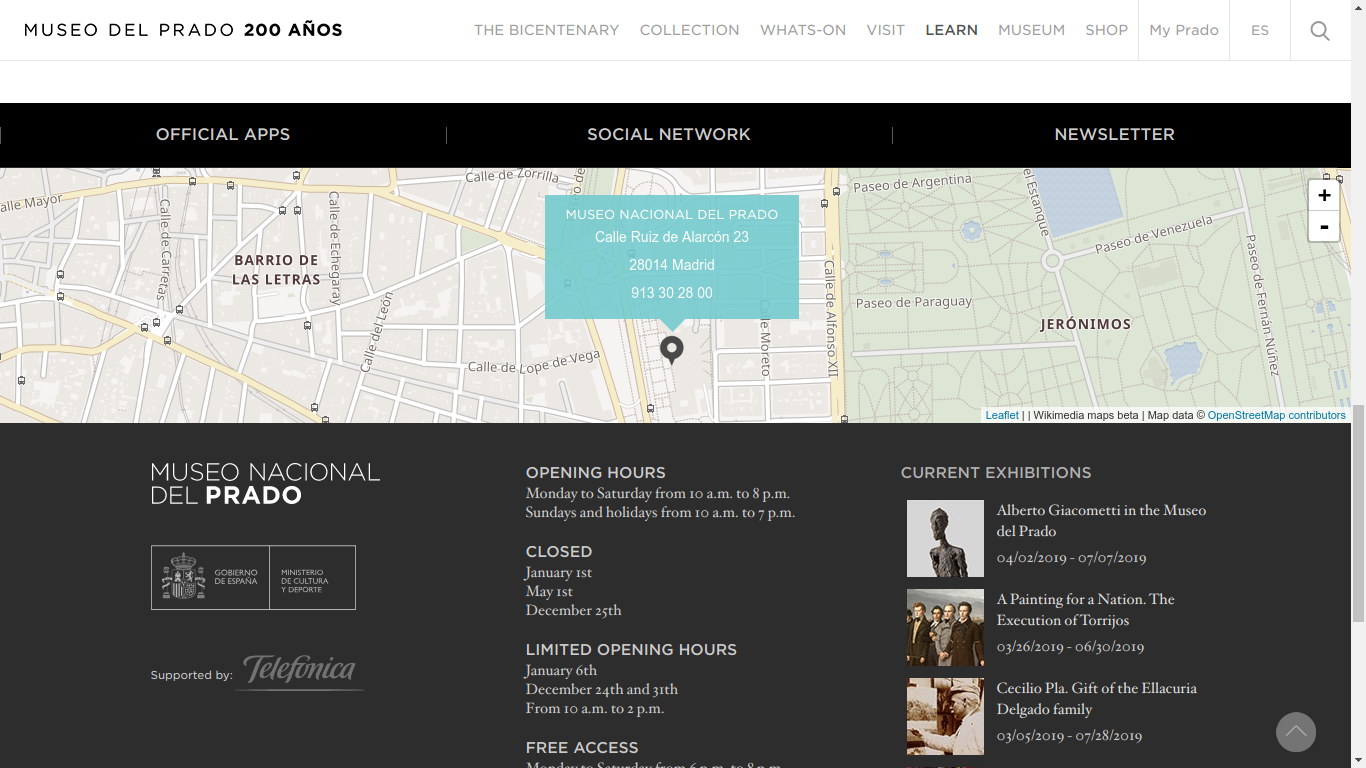 MUSEO DEL PRADO 200 AÑOS
THE BICENTENARY
COLLECTION
WHATS-ON
VISIT
LEARN
MUSEUM
SHOP
My Prado
ES
OFFICIAL APPS
SOCIAL NETWORK
NEWSLETTER
alle Mayor
Calle de Carretas
BARRIO DE
LAS LETRAS
Calle de Echegaray
Calle del León
Calle de Zorrilla
Calle de Lope de Vega
MUSEO NACIONAL DEL PRADO
Calle Ruiz de Alarcón 23
28014 Madrid
913 30 28 00
le Moreto
Calle de Alfonso XII
Paseo de Argentina
el Estanque
Paseo de Venezuela
Paseo de Paraguay
JERÓNIMOS
Paseo de Fernán Núñez
+
-
Leaflet | | Wikimedia maps beta | Map data © OpenStreetMap contributors
MUSEO NACIONAL
DEL PRADO
GOBIERNO
DE ESPAÑA
MINISTERIO
DE CULTURA
Y DEPORTE
Supported by: Telefónica
OPENING HOURS
Monday to Saturday from 10 a.m. to 8 p.m.
Sundays and holidays from 10 a.m. to 7 p.m.
CLOSED
January 1st
May 1st
December 25th
LIMITED OPENING HOURS
January 6th
December 24th and 31th
From 10 a.m. to 2 p.m.
FREE ACCESS
Monday to Saturday from 6 p.m. to 8 p.m.
CURRENT EXHIBITIONS
Alberto Giacometti in the Museo
del Prado
04/02/2019 - 07/07/2019
A Painting for a Nation. The
Execution of Torrijos
03/26/2019 - 06/30/2019
Cecilio Pla. Gift of the Ellacuria
Delgado family
03/05/2019 - 07/28/2019